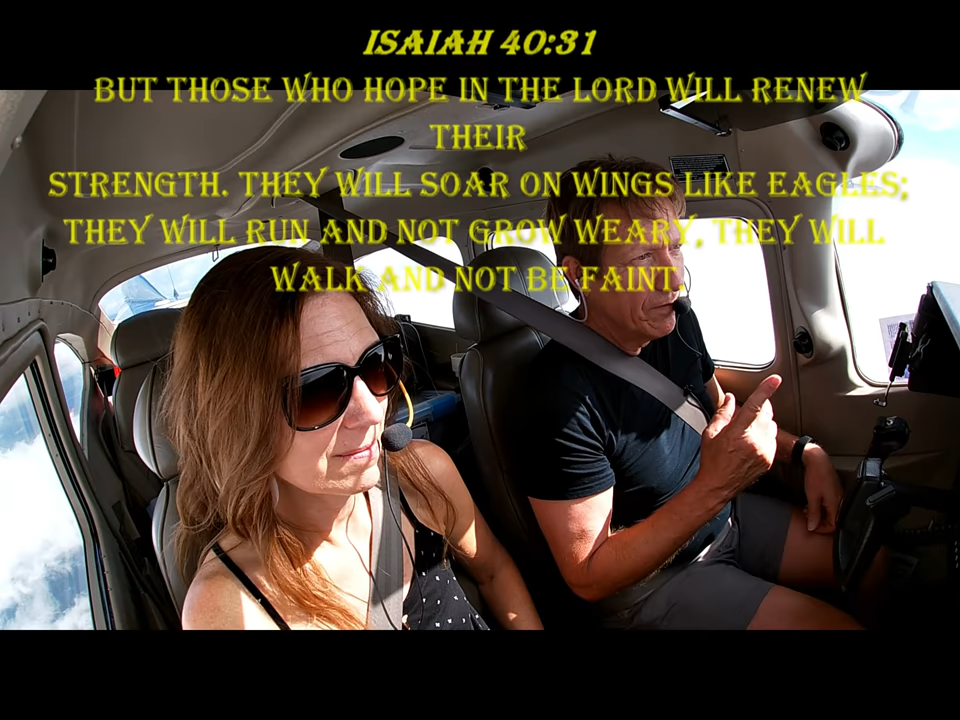 ISAIAH 40:31
BUT THOSE WHO HOPE IN THE LORD WILL RENEW
THEIR
STRENGTH. THEY WILL SOAR ON WINGS LIKE EAGLES;
THEY WILL RUN AND NOT GROW WEARY, THEY WILL
WALK AND NOT BE FAINT.